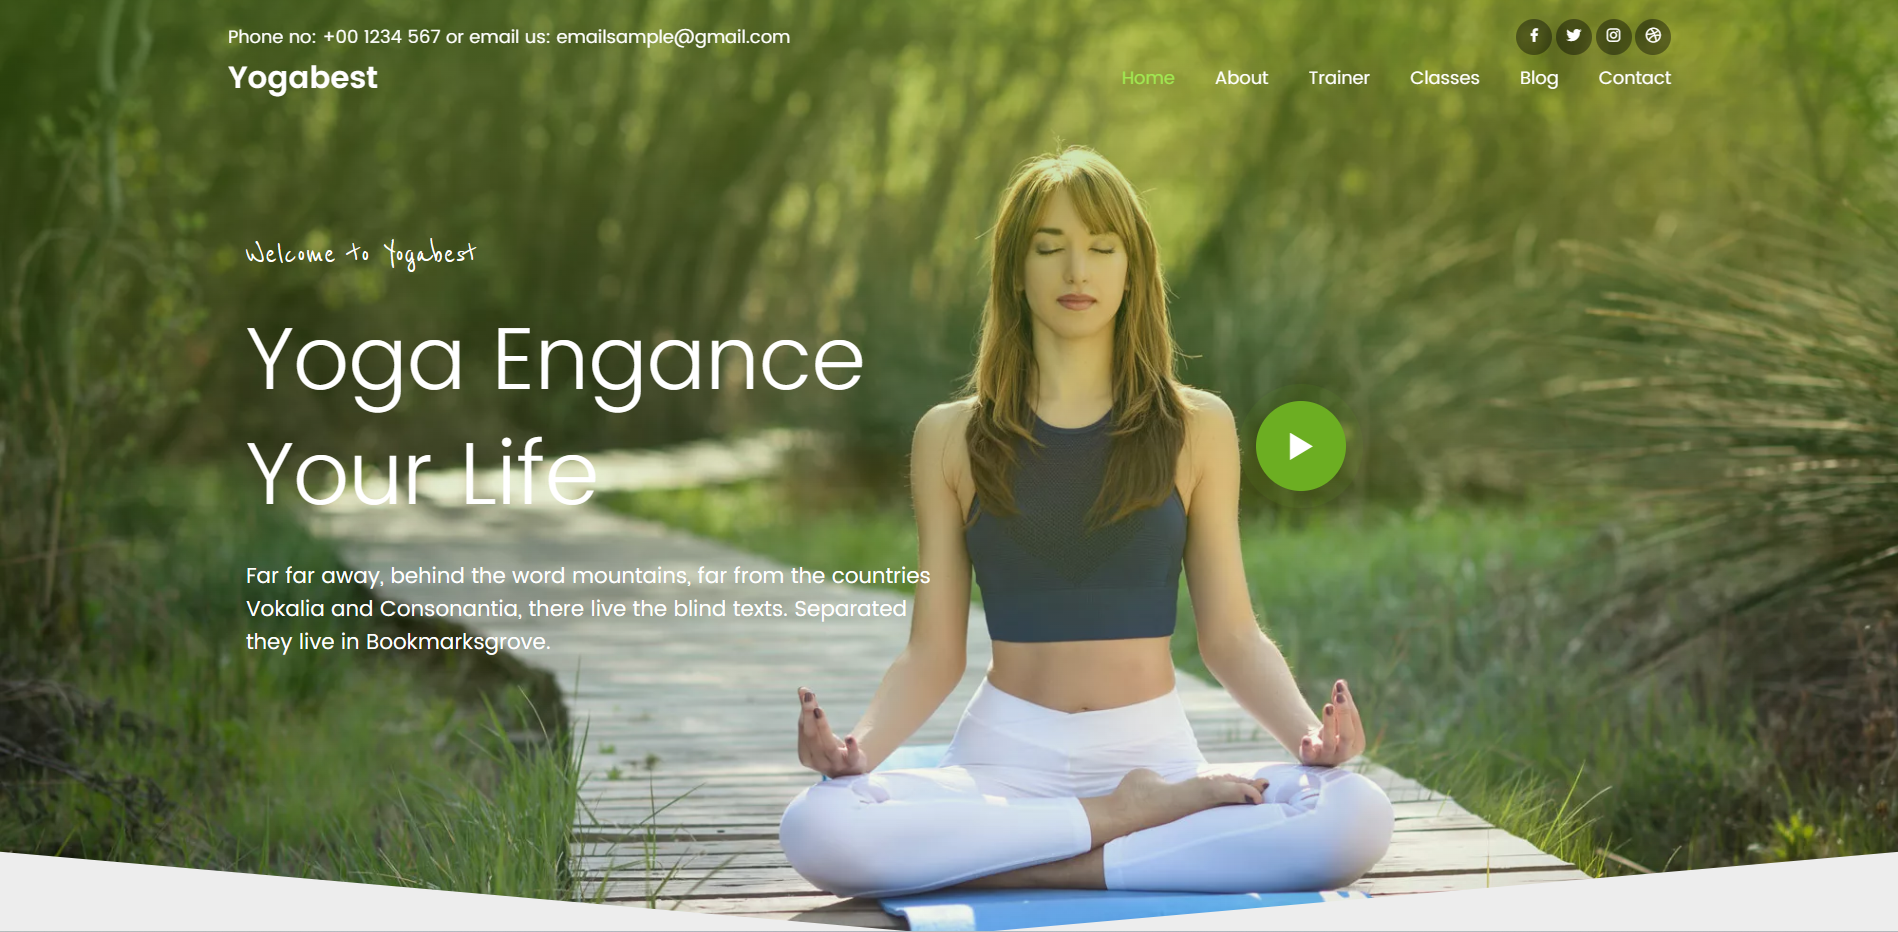 Phone no: +00 1234 567 or email us: emailsample@gmail.com
Yogabest
Home About Trainer Classes Blog Contact
Welcome to Yogabest
Yoga Engance
Your Life
Far far away, behind the word mountains, far from the countries
Vokalia and Consonantia, there live the blind texts. Separated
they live in Bookmarksgrove.